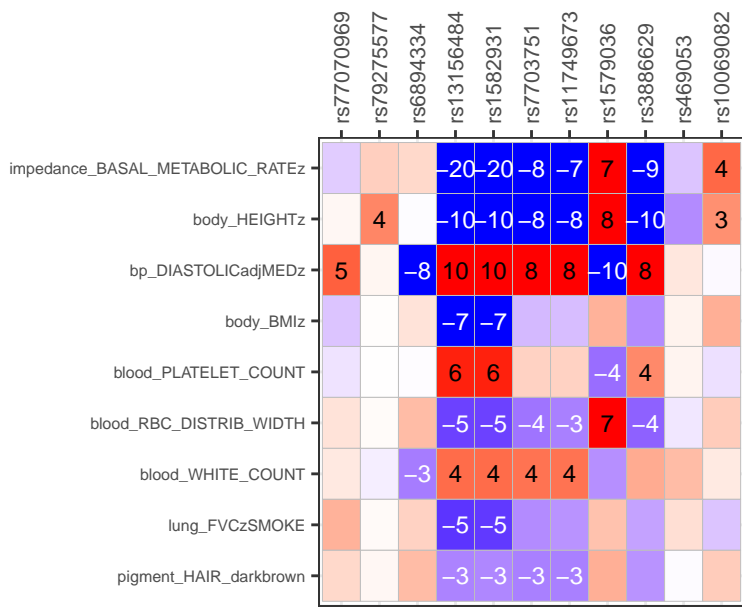 rs77070969 rs79275577 rs6894334 rs13156484 rs1582931 rs7703751 rs11749673 rs1579036 rs3886629 rs469053 rs10069082
impedance_BASAL_METABOLIC_RATEz −20 −20 −8 −7 7 −9 4
body_HEIGHTz 4 −10 −10 −8 −8 8 −10 3
bp_DIASTOLICadjMEDz 5 −8 10 10 8 8 −10 8
body_BMIz −7 −7
blood_PLATELET_COUNT 6 6 −4 4
blood_RBC_DISTRIB_WIDTH −5 −5 −4 −3 7 −4
blood_WHITE_COUNT −3 4 4 4 4
lung_FVCzSMOKE −5 −5
pigment_HAIR_darkbrown −3 −3 −3 −3